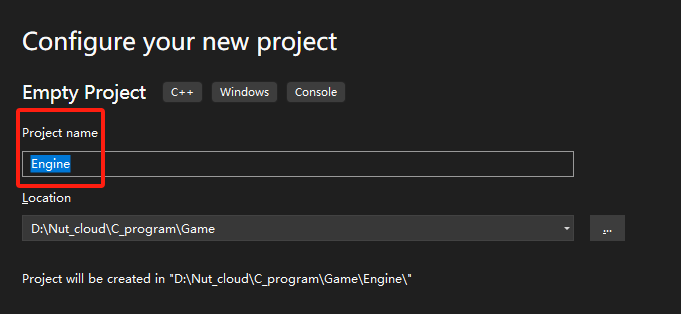 Configure your new project
Empty Project C++ Windows Console
Project name
Engine
Location
D:\Nut_cloud\C_program\Game ...
Project will be created in "D:\Nut_cloud\C_program\Game\Engine\"